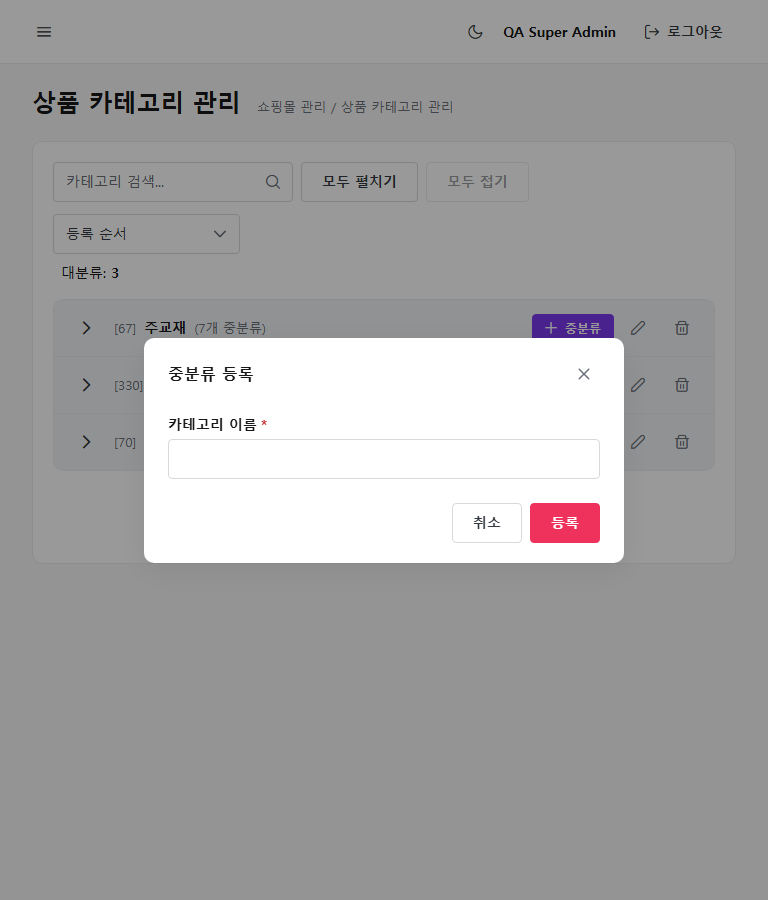 QA Super Admin 로그아웃
상품 카테고리 관리 쇼핑몰 관리 / 상품 카테고리 관리
카테고리 검색... 모두 펼치기 모두 접기
등록 순서
대분류: 3
[67] 주교재 (7개 중분류) 중분류
[330]
[70]
중분류 등록
카테고리 이름 *
취소 등록